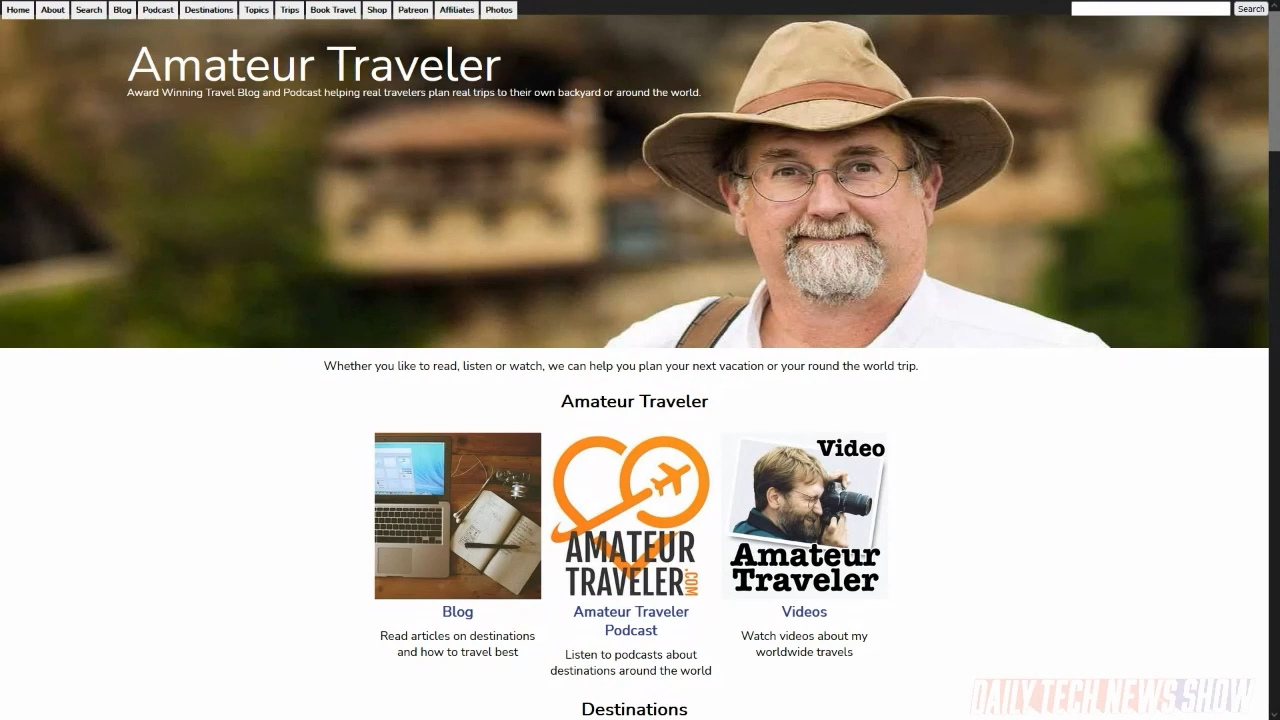 Home About Search Blog Podcast Destinations Topics Trips Book Travel Shop Patreon Affiliates Photos Search
Amateur Traveler
Award Winning Travel Blog and Podcast helping real travelers plan real trips to their own backyard or around the world.
Whether you like to read, listen or watch, we can help you plan your next vacation or your round the world trip.
Amateur Traveler
AMATEUR
TRAVELER.COM
Video
Amateur
Traveler
Blog
Read articles on destinations
and how to travel best
Amateur Traveler
Podcast
Listen to podcasts about
destinations around the world
Videos
Watch videos about my
worldwide travels
Destinations
DAILY TECH NEWS SHOW